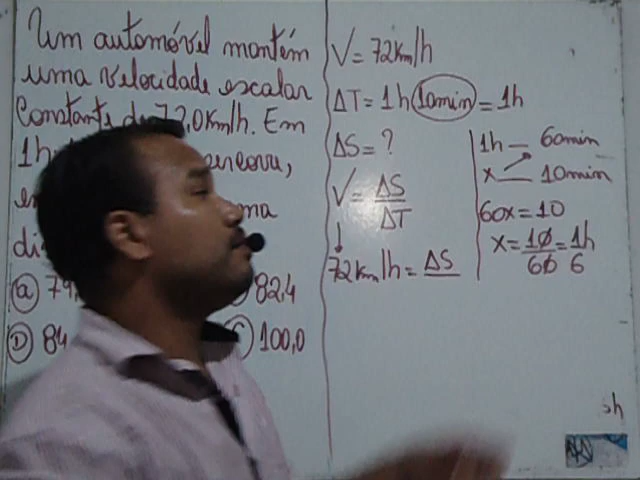 Um automóvel mantém
uma velocidade escalar
Constante de 72,0Km/h. Em
1h
(a) 79,
82,4
(D) 84
(C) 100,0
V = 72Km/h
ΔT = 1h 10min = 1h
ΔS = ?
V = ΔS
ΔT
72Km/h = ΔS
1h — 60min
x — 10min
60x = 10
x = 10 = 1h
60 6
sh